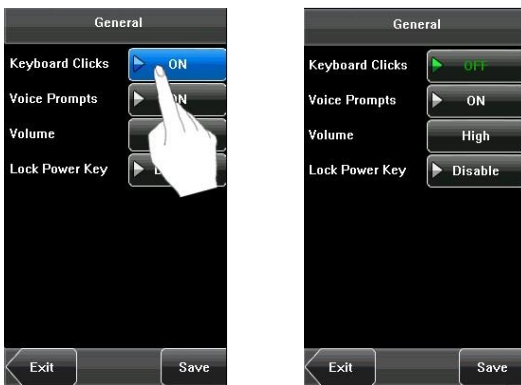 General
Keyboard Clicks ON
Voice Prompts ON
Volume
Lock Power Key
Exit Save
General
Keyboard Clicks OFF
Voice Prompts ON
Volume High
Lock Power Key Disable
Exit Save